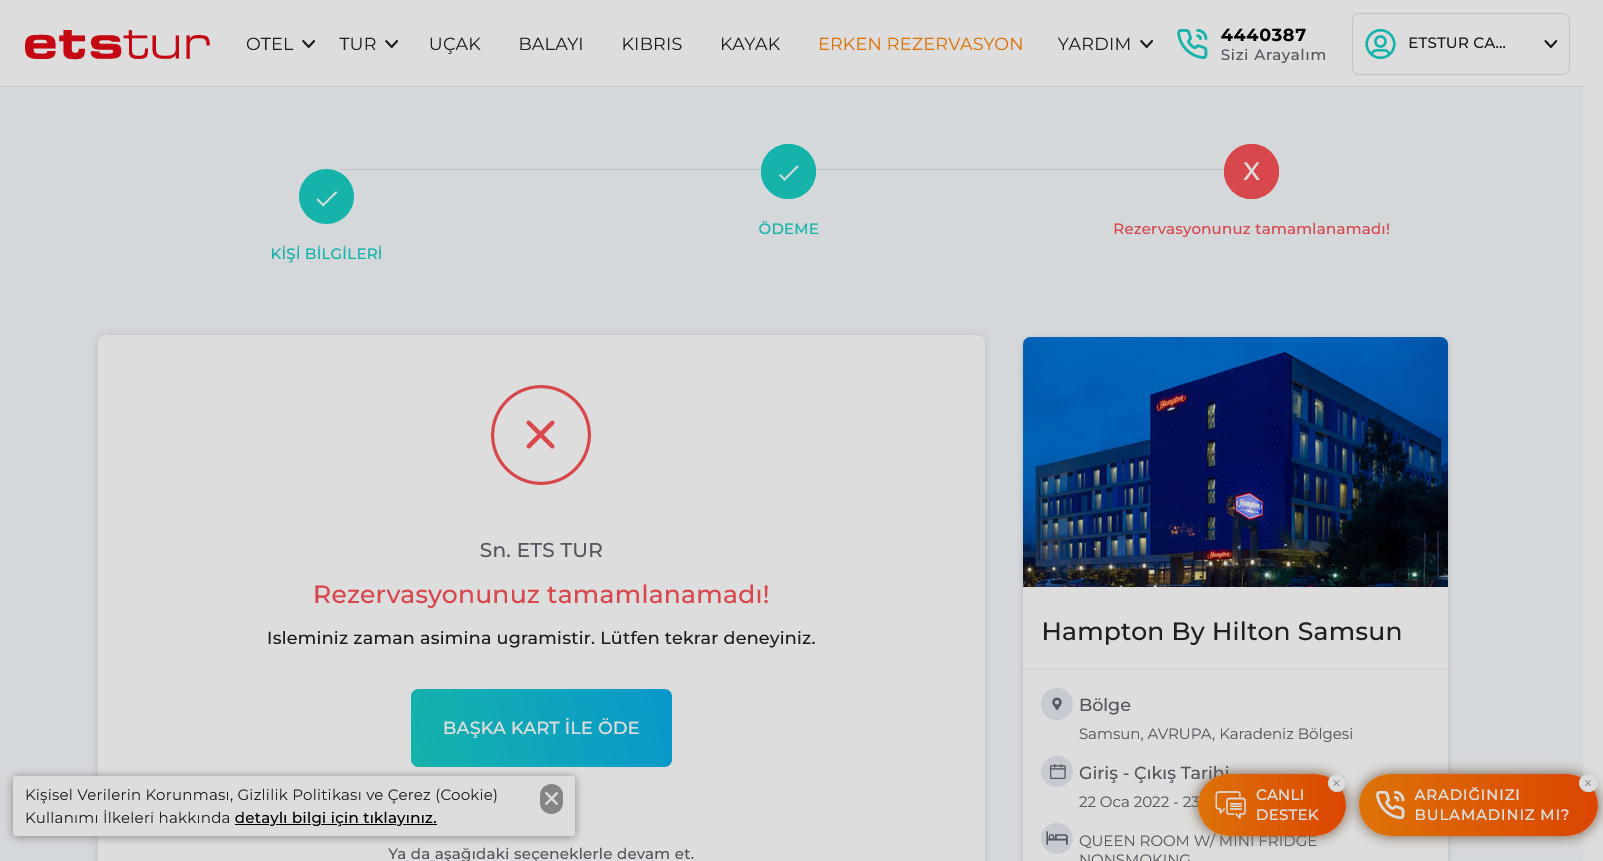 etstur
OTEL
TUR
UÇAK
BALAYI
KIBRIS
KAYAK
ERKEN REZERVASYON
YARDIM
4440387
Sizi Arayalım
ETSTUR CA...
X
KİŞİ BİLGİLERİ
ÖDEME
Rezervasyonunuz tamamlanamadı!
Sn. ETS TUR
Rezervasyonunuz tamamlanamadı!
Isleminiz zaman asimina ugramistir. Lütfen tekrar deneyiniz.
BAŞKA KART İLE ÖDE
Ya da aşağıdaki seçeneklerle devam et.
Kişisel Verilerin Korunması, Gizlilik Politikası ve Çerez (Cookie)
Kullanımı İlkeleri hakkında detaylı bilgi için tıklayınız.
Hampton
Hampton
Hampton
Hampton By Hilton Samsun
Bölge
Samsun, AVRUPA, Karadeniz Bölgesi
Giriş - Çıkış Tarihi
22 Oca 2022 - 23
QUEEN ROOM W/ MINI FRIDGE
NONSMOKING
CANLI
DESTEK
ARADIĞINIZI
BULAMADINIZ MI?